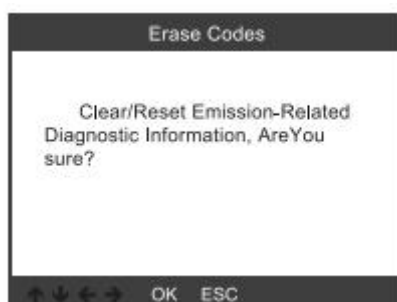 Erase Codes
Clear/Reset Emission-Related
Diagnostic Information, AreYou
sure?
OK ESC